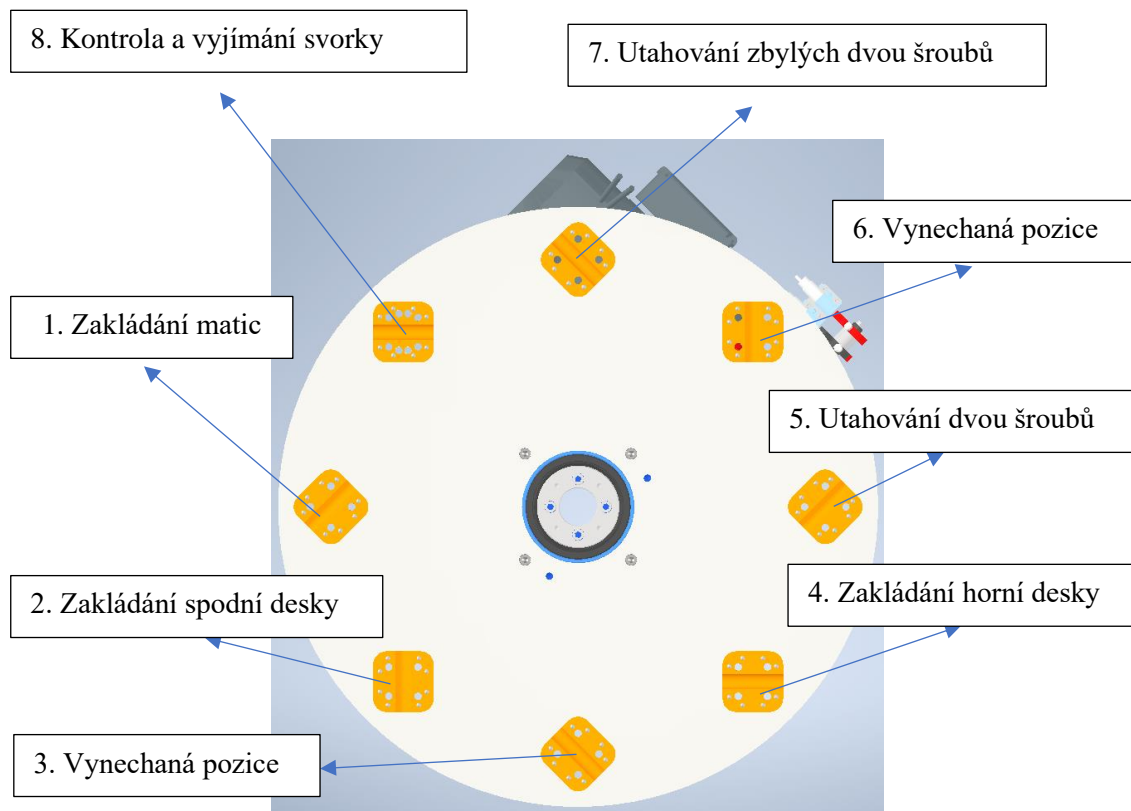 8. Kontrola a vyjímání svorky
7. Utahování zbylých dvou šroubů
6. Vynechaná pozice
1. Zakládání matic
5. Utahování dvou šroubů
2. Zakládání spodní desky
4. Zakládání horní desky
3. Vynechaná pozice